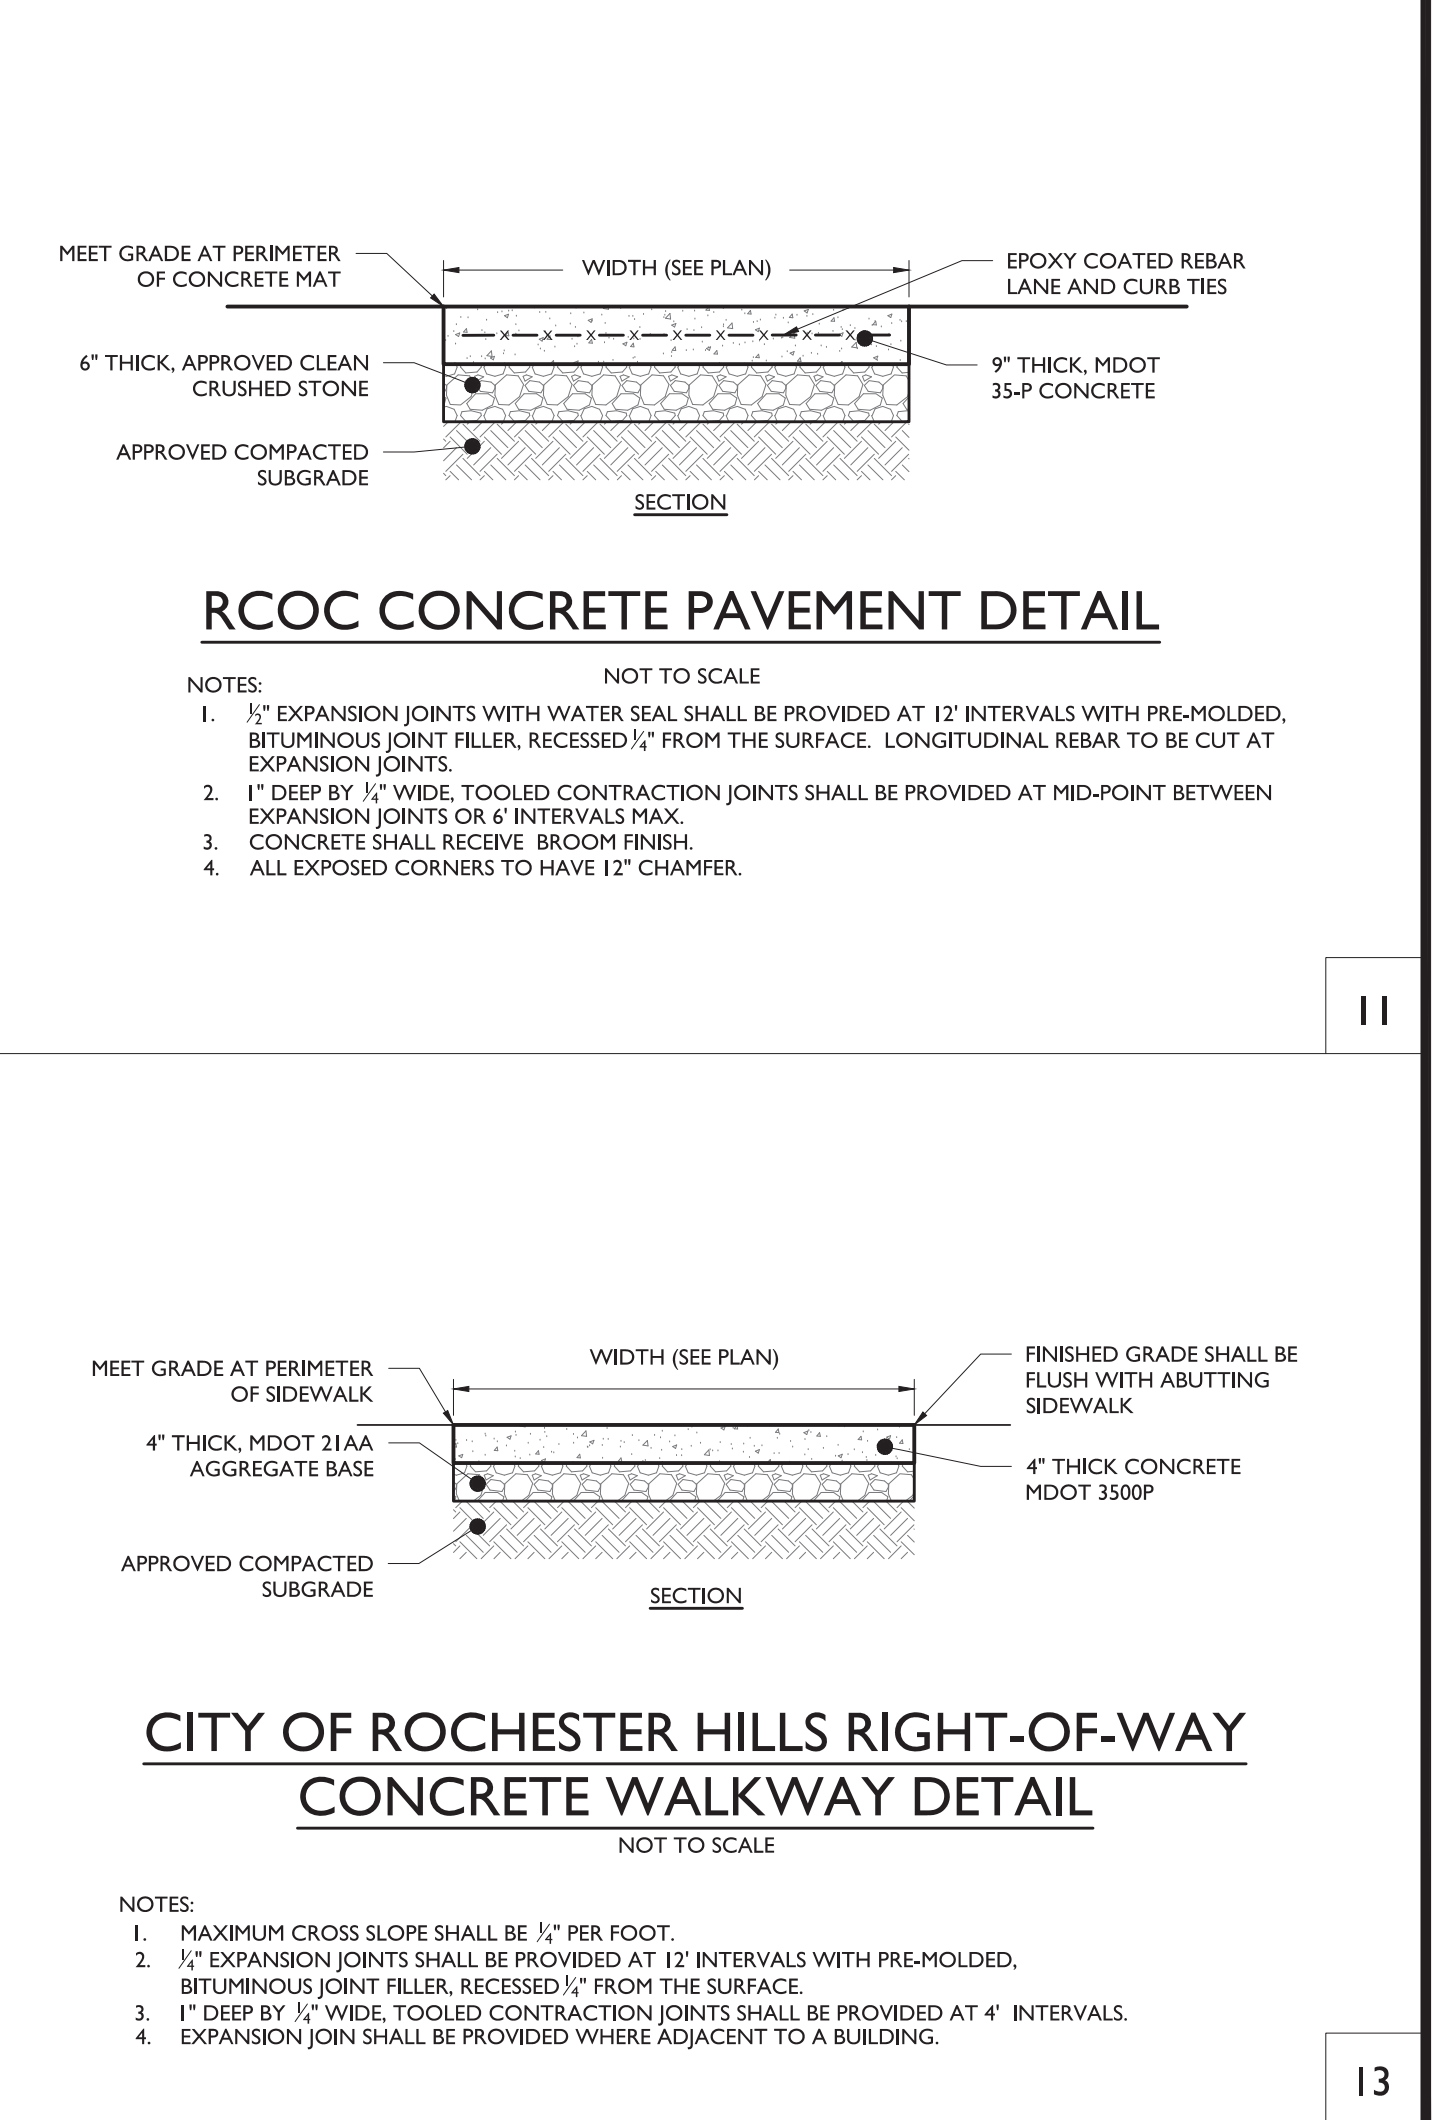 MEET GRADE AT PERIMETER
OF CONCRETE MAT
WIDTH (SEE PLAN)
EPOXY COATED REBAR
LANE AND CURB TIES
6" THICK, APPROVED CLEAN
CRUSHED STONE
9" THICK, MDOT
35-P CONCRETE
APPROVED COMPACTED
SUBGRADE
SECTION
RCOC CONCRETE PAVEMENT DETAIL
NOT TO SCALE
NOTES:
1. ½" EXPANSION JOINTS WITH WATER SEAL SHALL BE PROVIDED AT 12' INTERVALS WITH PRE-MOLDED,
BITUMINOUS JOINT FILLER, RECESSED ¼" FROM THE SURFACE. LONGITUDINAL REBAR TO BE CUT AT
EXPANSION JOINTS.
2. 1" DEEP BY ¼" WIDE, TOOLED CONTRACTION JOINTS SHALL BE PROVIDED AT MID-POINT BETWEEN
EXPANSION JOINTS OR 6' INTERVALS MAX.
3. CONCRETE SHALL RECEIVE BROOM FINISH.
4. ALL EXPOSED CORNERS TO HAVE 12" CHAMFER.
11
MEET GRADE AT PERIMETER
OF SIDEWALK
WIDTH (SEE PLAN)
FINISHED GRADE SHALL BE
FLUSH WITH ABUTTING
SIDEWALK
4" THICK, MDOT 21AA
AGGREGATE BASE
4" THICK CONCRETE
MDOT 3500P
APPROVED COMPACTED
SUBGRADE
SECTION
CITY OF ROCHESTER HILLS RIGHT-OF-WAY
CONCRETE WALKWAY DETAIL
NOT TO SCALE
NOTES:
1. MAXIMUM CROSS SLOPE SHALL BE ¼" PER FOOT.
2. ¼" EXPANSION JOINTS SHALL BE PROVIDED AT 12' INTERVALS WITH PRE-MOLDED,
BITUMINOUS JOINT FILLER, RECESSED ¼" FROM THE SURFACE.
3. 1" DEEP BY ¼" WIDE, TOOLED CONTRACTION JOINTS SHALL BE PROVIDED AT 4' INTERVALS.
4. EXPANSION JOIN SHALL BE PROVIDED WHERE ADJACENT TO A BUILDING.
13